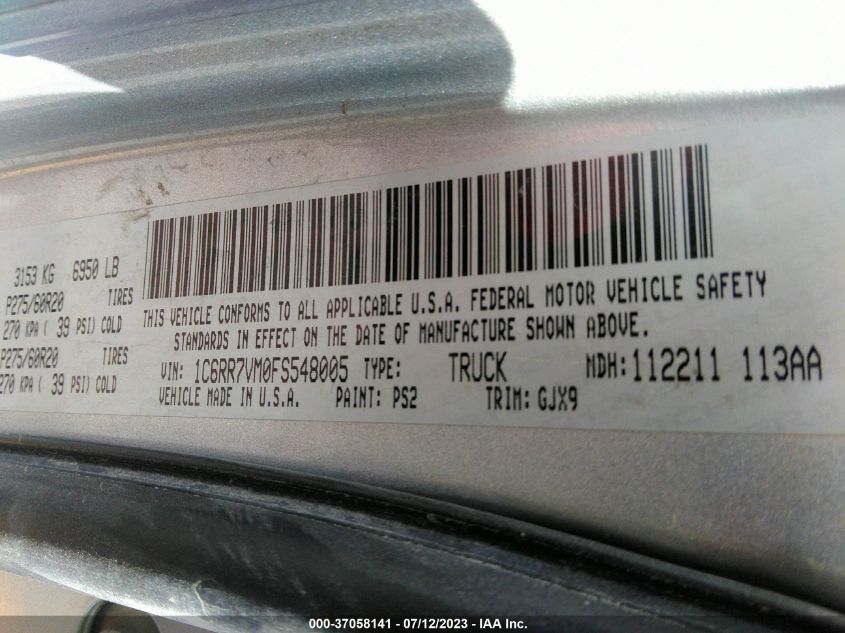 3153 KG 6950 LB
P275/60R20 TIRES
270 KPA ( 39 PSI) COLD
P275/60R20 TIRES
270 KPA ( 39 PSI) COLD
THIS VEHICLE CONFORMS TO ALL APPLICABLE U.S.A. FEDERAL MOTOR VEHICLE SAFETY
STANDARDS IN EFFECT ON THE DATE OF MANUFACTURE SHOWN ABOVE.
VIN: 1C6RR7VM0FS548005 TYPE: TRUCK MDH: 112211 113AA
VEHICLE MADE IN U.S.A. PAINT: PS2 TRIM: GJX9
000-37058141 - 07/12/2023 - IAA Inc.